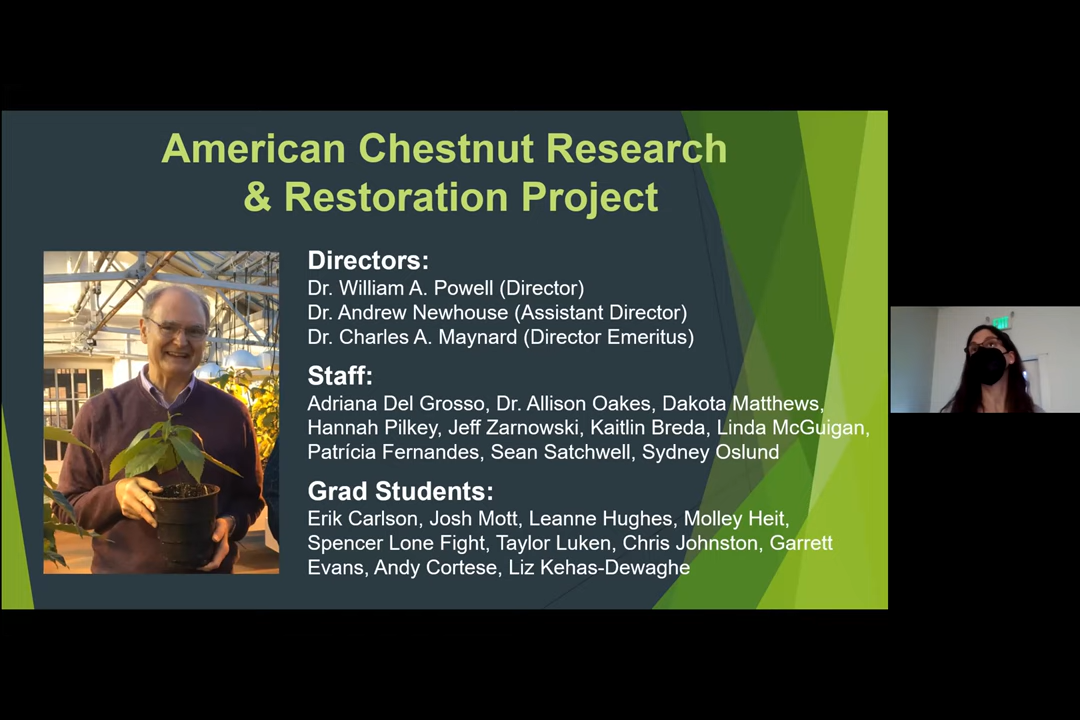 American Chestnut Research
& Restoration Project
Directors:
Dr. William A. Powell (Director)
Dr. Andrew Newhouse (Assistant Director)
Dr. Charles A. Maynard (Director Emeritus)
Staff:
Adriana Del Grosso, Dr. Allison Oakes, Dakota Matthews,
Hannah Pilkey, Jeff Zarnowski, Kaitlin Breda, Linda McGuigan,
Patrícia Fernandes, Sean Satchwell, Sydney Oslund
Grad Students:
Erik Carlson, Josh Mott, Leanne Hughes, Molley Heit,
Spencer Lone Fight, Taylor Luken, Chris Johnston, Garrett
Evans, Andy Cortese, Liz Kehas-Dewaghe